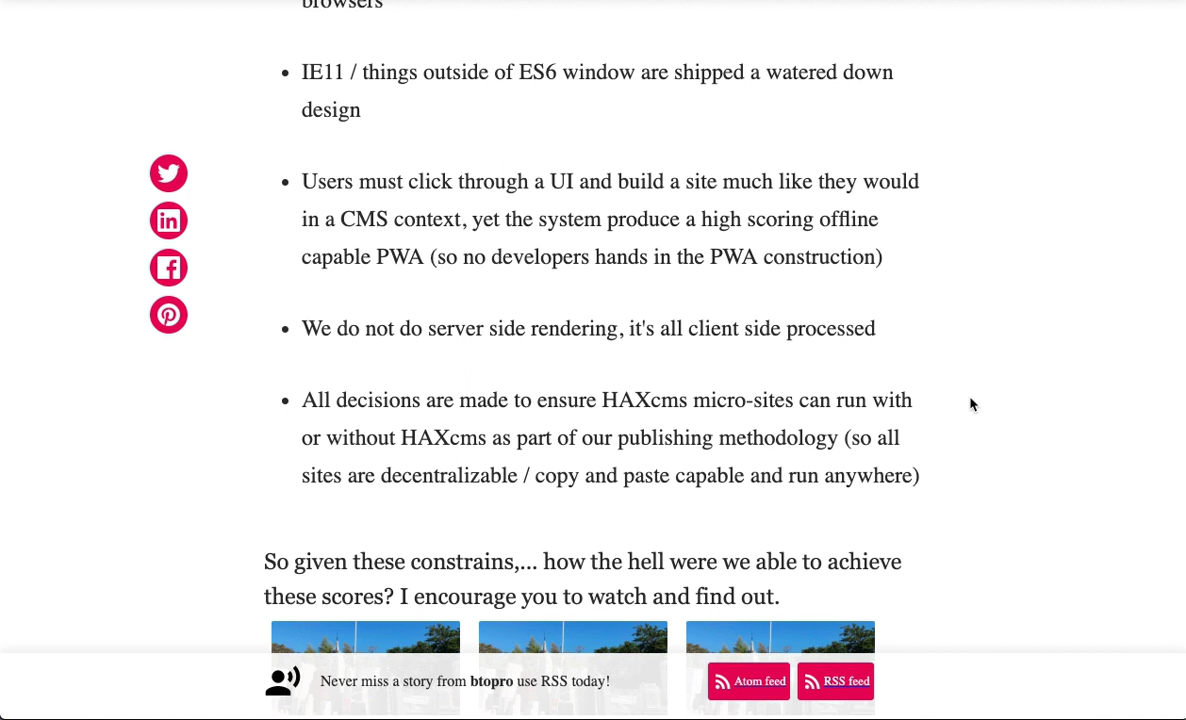 browsers
• IE11 / things outside of ES6 window are shipped a watered down
design
• Users must click through a UI and build a site much like they would
in a CMS context, yet the system produce a high scoring offline
capable PWA (so no developers hands in the PWA construction)
• We do not do server side rendering, it's all client side processed
• All decisions are made to ensure HAXcms micro-sites can run with
or without HAXcms as part of our publishing methodology (so all
sites are decentralizable / copy and paste capable and run anywhere)
So given these constrains,... how the hell were we able to achieve
these scores? I encourage you to watch and find out.
Never miss a story from btopro use RSS today!
Atom feed
RSS feed